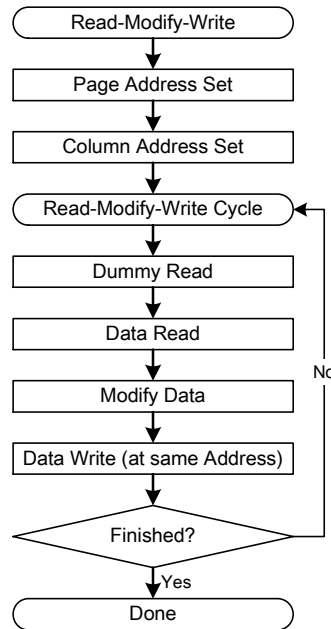 Read-Modify-Write
Page Address Set
Column Address Set
Read-Modify-Write Cycle
Dummy Read
Data Read
No
Modify Data
Data Write (at same Address)
Finished?
Yes
Done